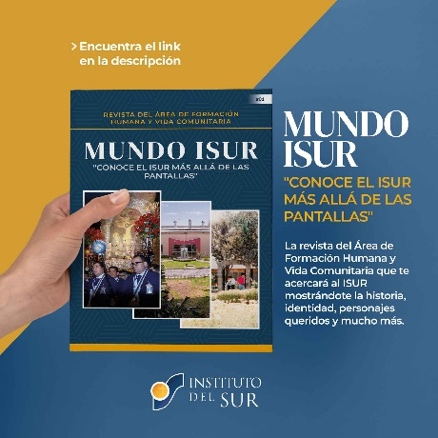 > Encuentra el link
en la descripción
REVISTA DEL ÁREA DE FORMACIÓN
HUMANA Y VIDA COMUNITARIA
MUNDO ISUR
"CONOCE EL ISUR MÁS ALLÁ DE LAS
PANTALLAS"
MUNDO
ISUR
"CONOCE EL ISUR
MÁS ALLÁ DE LAS
PANTALLAS"
La revista del Área de
Formación Humana y
Vida Comunitaria que te
acercará al ISUR
mostrándote la historia,
identidad, personajes
queridos y mucho más.
INSTITUTO
DEL SUR